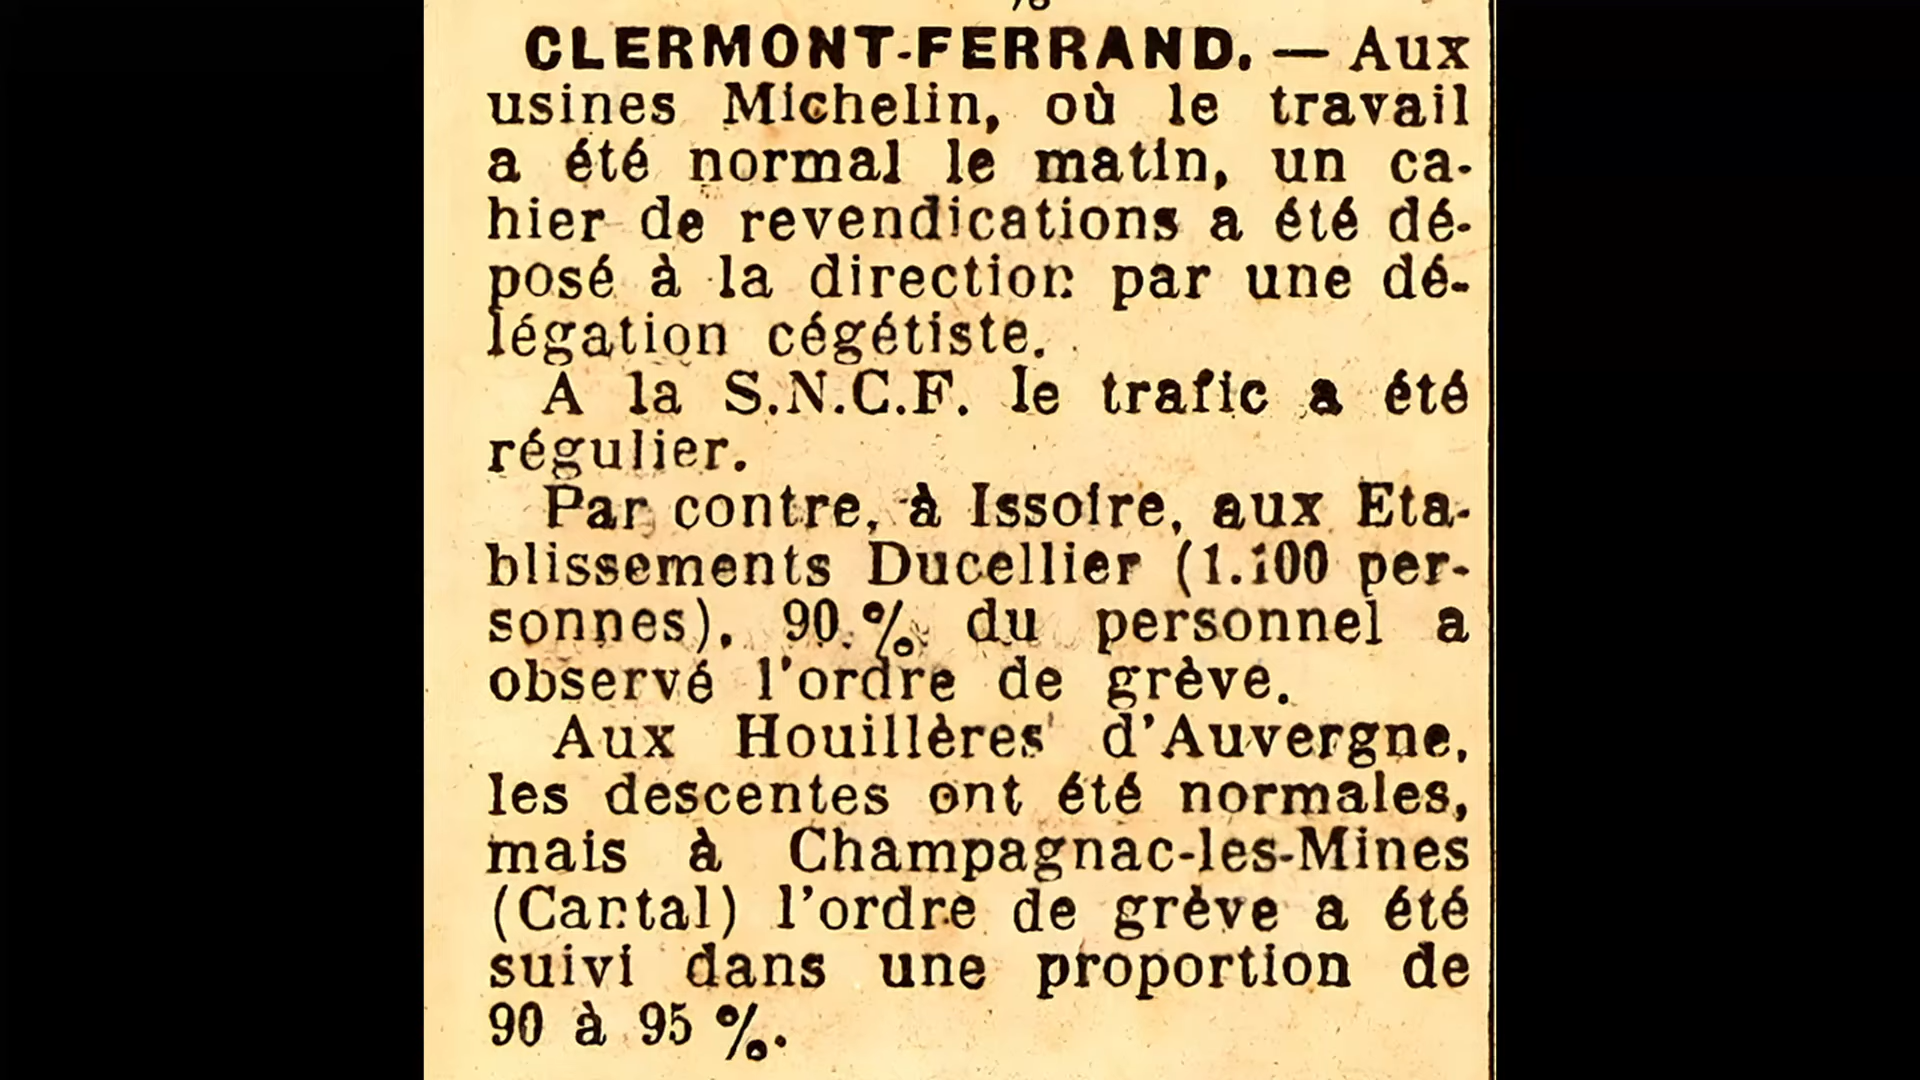 CLERMONT-FERRAND. — Aux
usines Michelin, où le travail
a été normal le matin, un ca-
hier de revendications a été dé-
posé à la direction par une dé-
légation cégétiste.
A la S.N.C.F. le trafic a été
régulier.
Par contre, à Issoire, aux Eta-
blissements Ducellier (1.100 per-
sonnes), 90 % du personnel a
observé l'ordre de grève.
Aux Houillères d'Auvergne,
les descentes ont été normales,
mais à Champagnac-les-Mines
(Cantal) l'ordre de grève a été
suivi dans une proportion de
90 à 95 %.